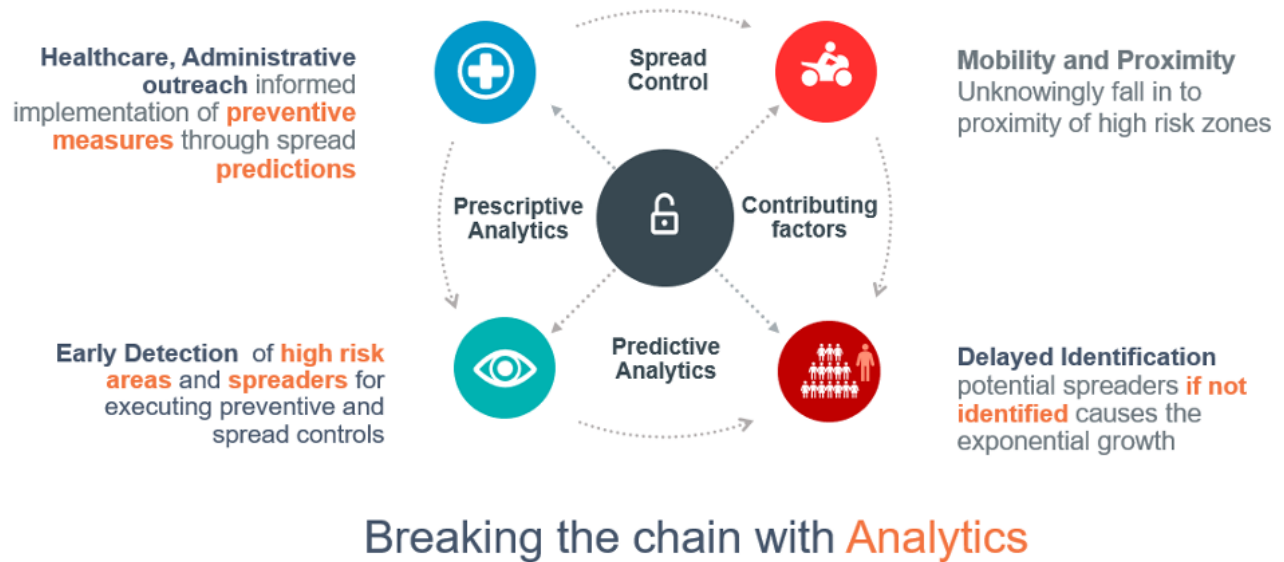 Healthcare, Administrative
outreach informed
implementation of preventive
measures through spread
predictions
Spread
Control
Mobility and Proximity
Unknowingly fall in to
proximity of high risk zones
Prescriptive
Analytics
Contributing
factors
Early Detection of high risk
areas and spreaders for
executing preventive and
spread controls
Predictive
Analytics
Delayed Identification
potential spreaders if not
identified causes the
exponential growth
Breaking the chain with Analytics